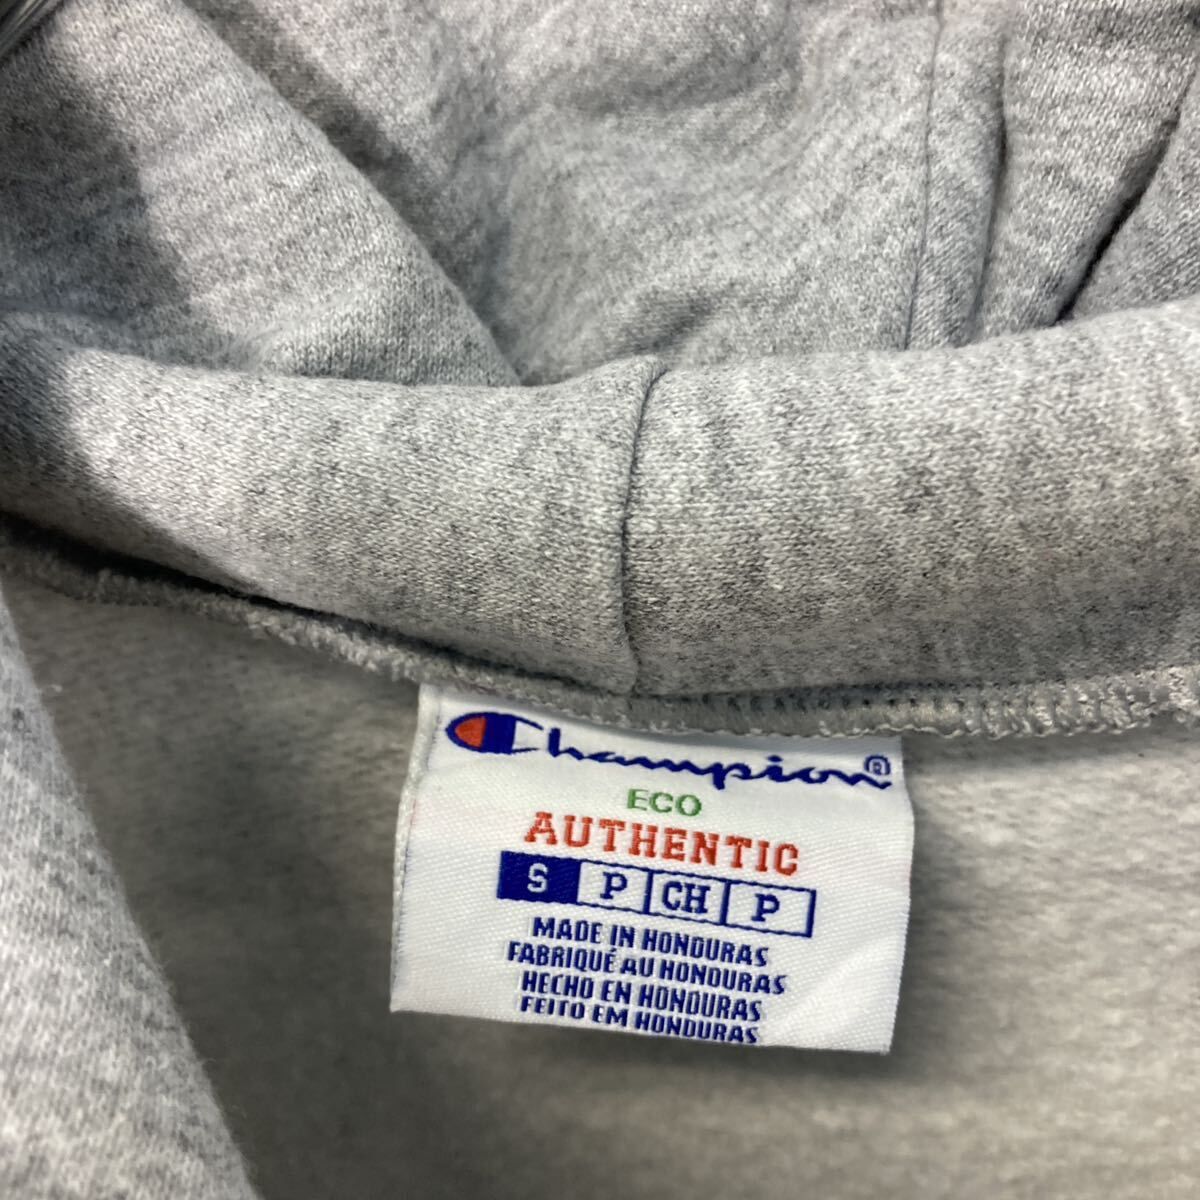 Champion®
ECO
AUTHENTIC
S P CH P
MADE IN HONDURAS
FABRIQUÉ AU HONDURAS
HECHO EN HONDURAS
FEITO EM HONDURAS